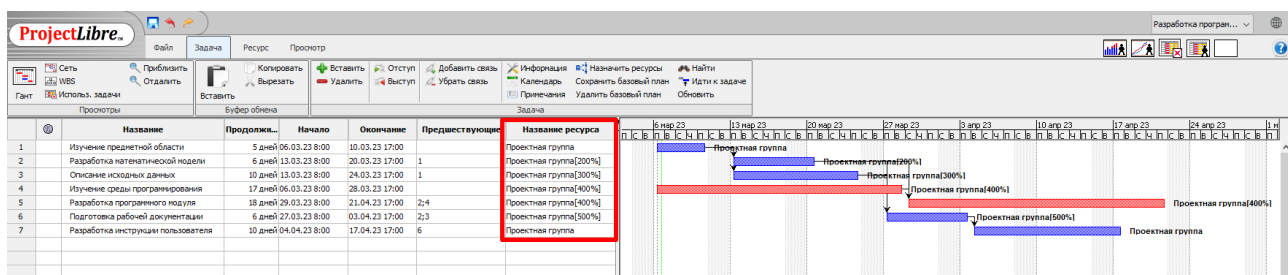 ProjectLibre™
Разработка програм...
Файл Задача Ресурс Просмотр
Гант Сеть WBS Использ. задачи Приблизить Отдалить
Просмотры
Вставить Копировать Вырезать
Буфер обмена
Вставить Отступ Добавить связь Информация Назначить ресурсы Найти
Удалить Выступ Убрать связь Календарь Сохранить базовый план Идти к задаче
Примечания Удалить базовый план Обновить
Задача
Название Продолжи... Начало Окончание Предшествующие Название ресурса
6 мар 23 13 мар 23 20 мар 23 27 мар 23 3 апр 23 10 апр 23 17 апр 23 24 апр 23 1 м
П С В П В С Ч П С В П В С Ч П С В П В С Ч П С В П В С Ч П С В П В С Ч П С В П В С Ч П С В П В С Ч П С В П В С Ч П С В П
1 Изучение предметной области 5 дней 06.03.23 8:00 10.03.23 17:00 Проектная группа
2 Разработка математической модели 6 дней 13.03.23 8:00 20.03.23 17:00 1 Проектная группа[200%]
3 Описание исходных данных 10 дней 13.03.23 8:00 24.03.23 17:00 1 Проектная группа[300%]
4 Изучение среды программирования 17 дней 06.03.23 8:00 28.03.23 17:00 Проектная группа[400%]
5 Разработка программного модуля 18 дней 29.03.23 8:00 21.04.23 17:00 2;4 Проектная группа[400%]
6 Подготовка рабочей документации 6 дней 27.03.23 8:00 03.04.23 17:00 2;3 Проектная группа[500%]
7 Разработка инструкции пользователя 10 дней 04.04.23 8:00 17.04.23 17:00 6 Проектная группа
Проектная группа
Проектная группа[200%]
Проектная группа[300%]
Проектная группа[400%]
Проектная группа[400%]
Проектная группа[500%]
Проектная группа